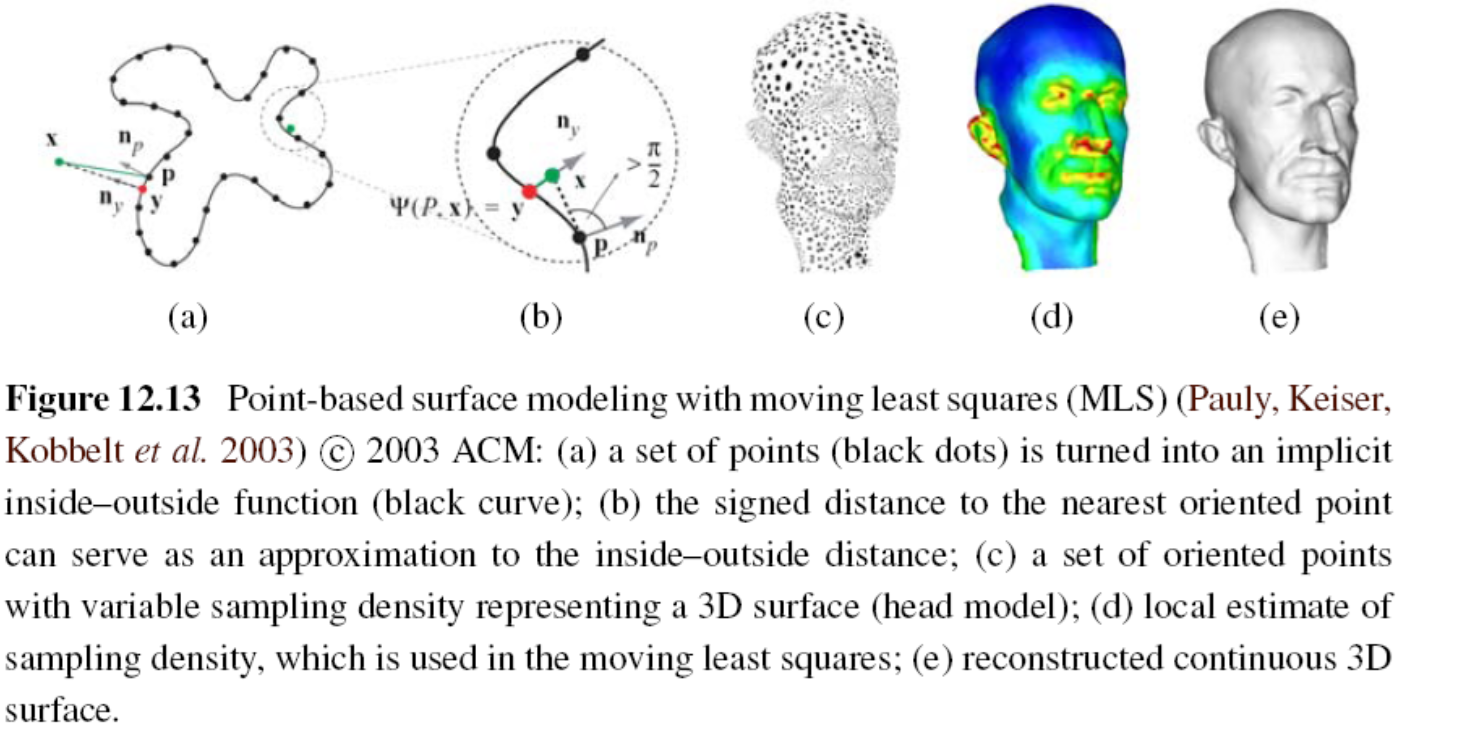 x
n_p
p
n_y
y
n_y
x
> π/2
Ψ(P, x) = y
p
n_p
(a) (b) (c) (d) (e)
Figure 12.13 Point-based surface modeling with moving least squares (MLS) (Pauly, Keiser,
Kobbelt et al. 2003) © 2003 ACM: (a) a set of points (black dots) is turned into an implicit
inside–outside function (black curve); (b) the signed distance to the nearest oriented point
can serve as an approximation to the inside–outside distance; (c) a set of oriented points
with variable sampling density representing a 3D surface (head model); (d) local estimate of
sampling density, which is used in the moving least squares; (e) reconstructed continuous 3D
surface.